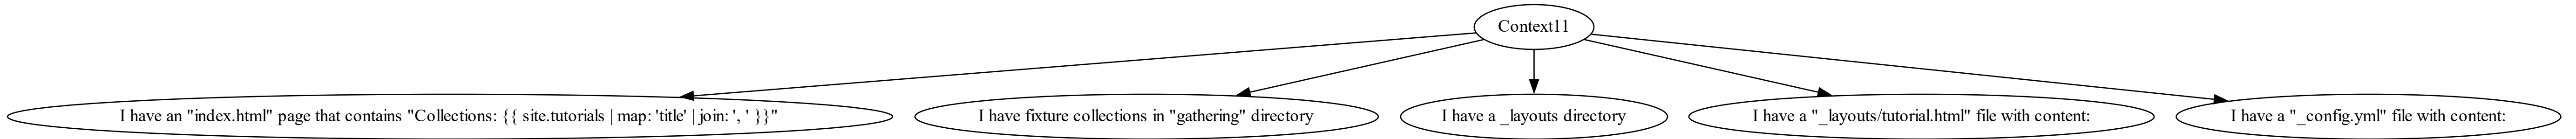 Context11
I have an "index.html" page that contains "Collections: {{ site.tutorials | map: 'title' | join: ', ' }}"
I have fixture collections in "gathering" directory
I have a _layouts directory
I have a "_layouts/tutorial.html" file with content:
I have a "_config.yml" file with content: